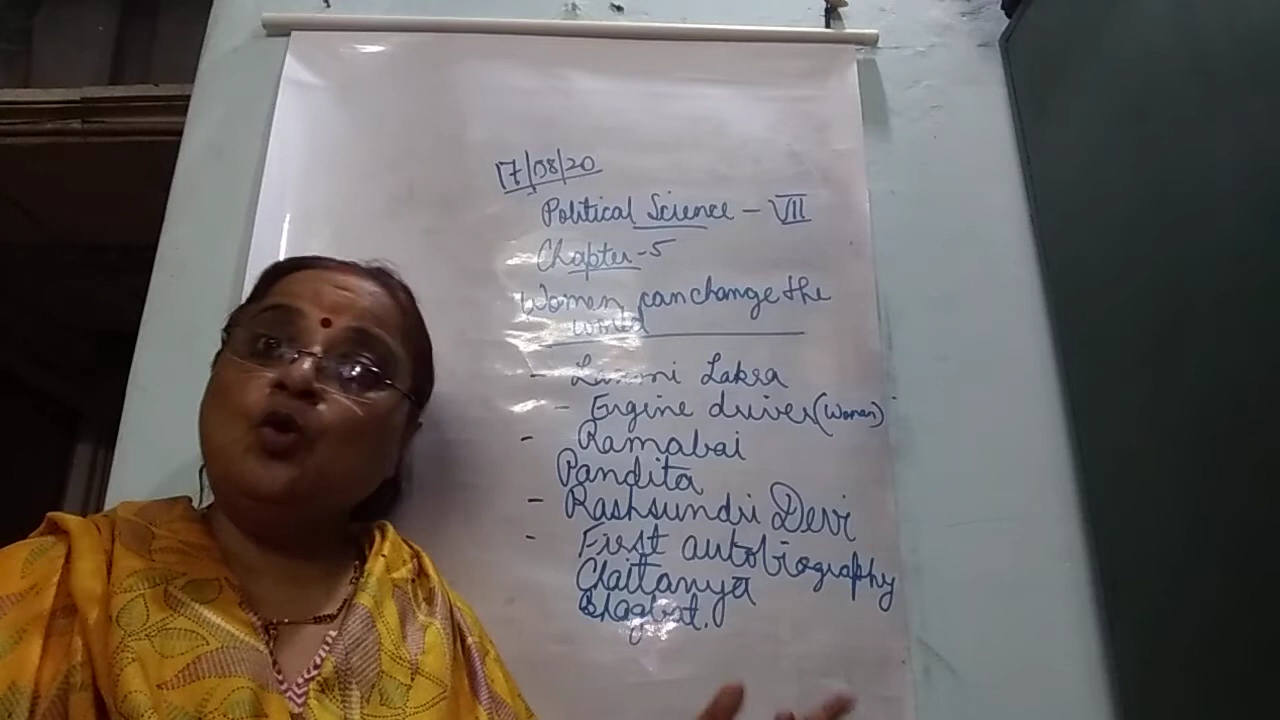 17/08/20
Political Science - VII
Chapter-5
Women can change the
world
- Laxmi Lakra
- Engine driver (Woman)
- Ramabai
Pandita
- Rashsundri Devi
- First autobiography
Chaitanya
Bhagbat.